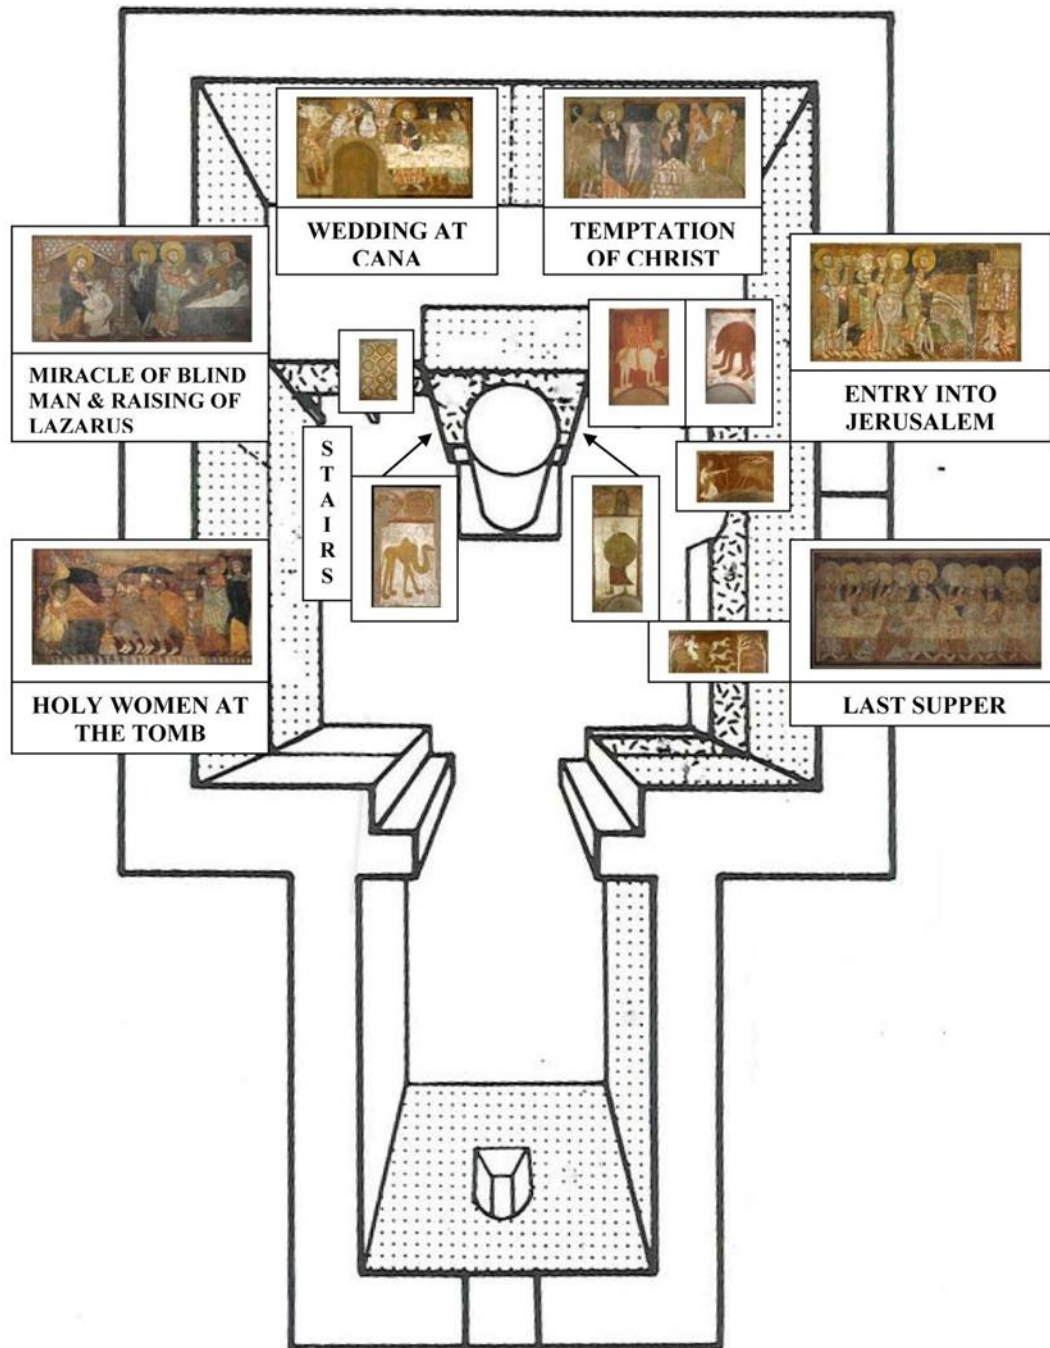 WEDDING AT
CANA
TEMPTATION
OF CHRIST
MIRACLE OF BLIND
MAN & RAISING OF
LAZARUS
ENTRY INTO
JERUSALEM
STAIRS
HOLY WOMEN AT
THE TOMB
LAST SUPPER